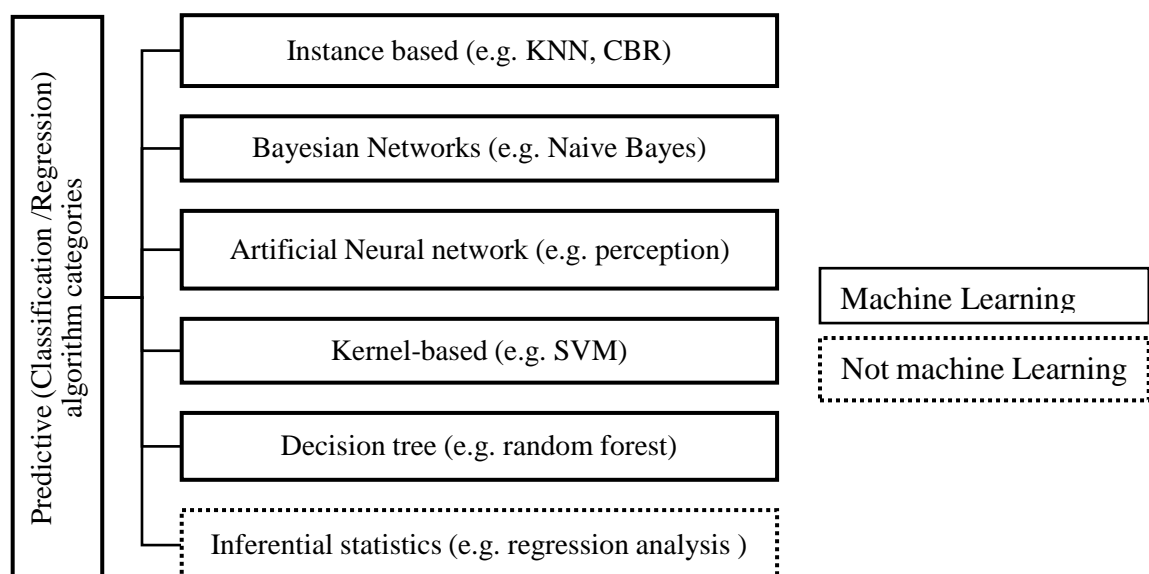 Predictive (Classification /Regression)
algorithm categories
Instance based (e.g. KNN, CBR)
Bayesian Networks (e.g. Naive Bayes)
Artificial Neural network (e.g. perception)
Kernel-based (e.g. SVM)
Decision tree (e.g. random forest)
Inferential statistics (e.g. regression analysis )
Machine Learning
Not machine Learning